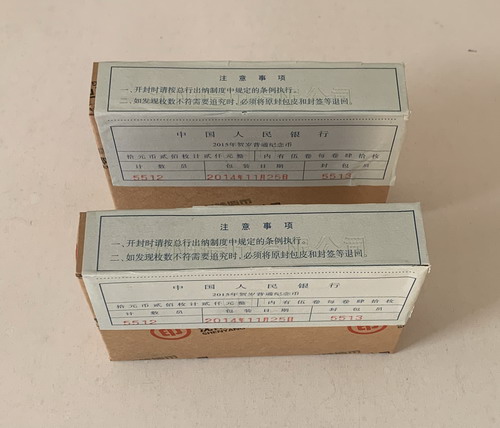 注意事项
一、开封时请按总行出纳制度中规定的条例执行。
二、如发现枚数不符需要追究时,必须将原封包皮和封签等退回。
中国人民银行
2015年贺岁普通纪念币
拾元币贰佰枚计贰仟元整 内有伍卷每卷肆拾枚
计数员 包装日期 封包员
5512 2014年11月25日 5513
注意事项
一、开封时请按总行出纳制度中规定的条例执行。
二、如发现枚数不符需要追究时,必须将原封包皮和封签等退回。
中国人民银行
2015年贺岁普通纪念币
拾元币贰佰枚计贰仟元整 内有伍卷每卷肆拾枚
计数员 包装日期 封包员
5512 2014年11月25日 5513